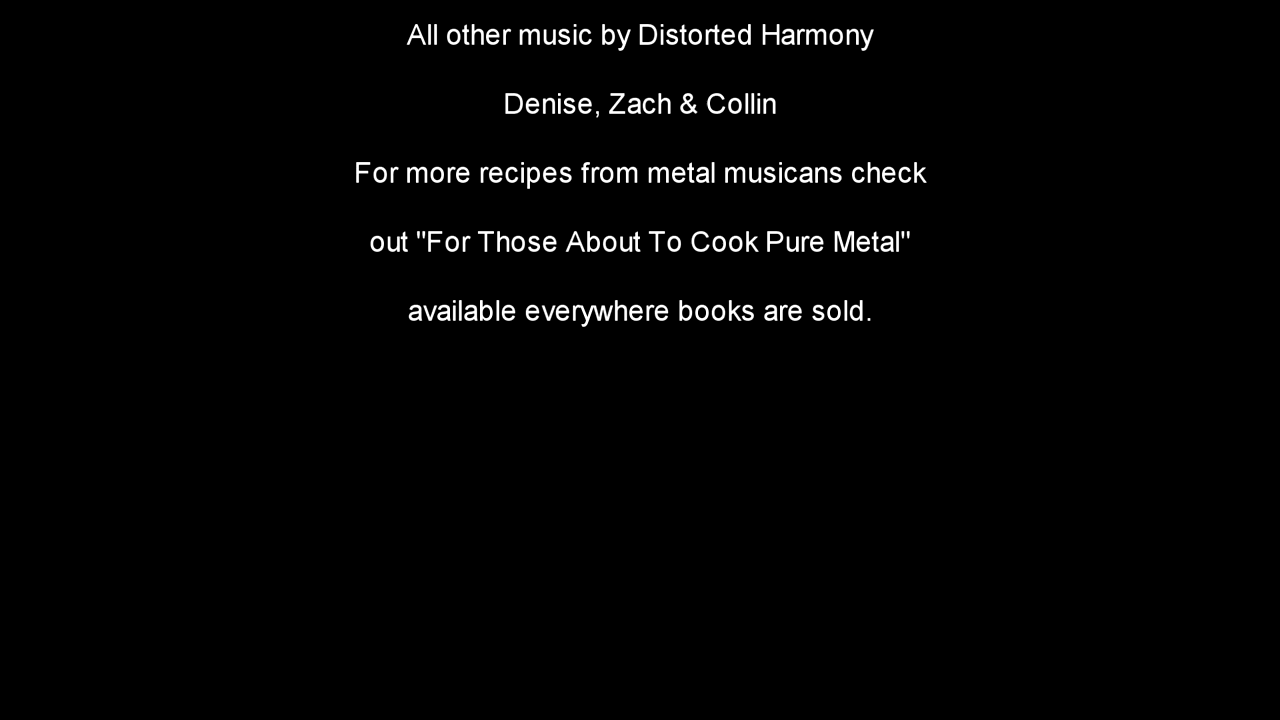 All other music by Distorted Harmony
Denise, Zach & Collin
For more recipes from metal musicans check
out "For Those About To Cook Pure Metal"
available everywhere books are sold.